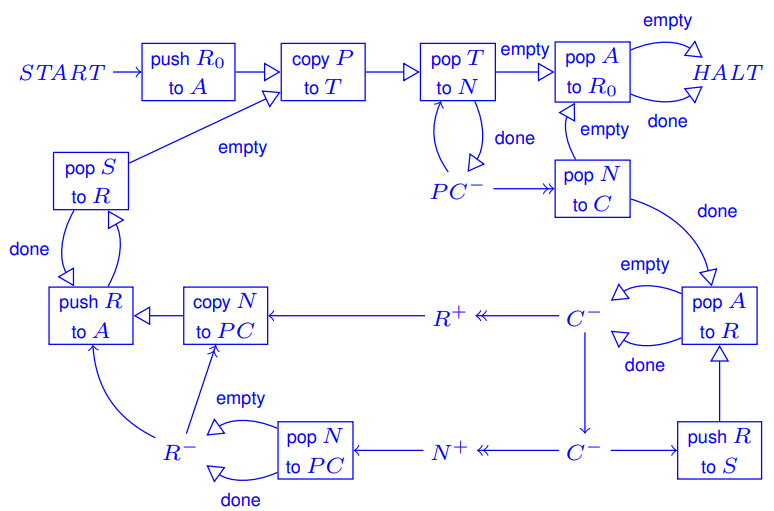 empty
START
push R₀
to A
copy P
to T
pop T
to N
empty
pop A
to R₀
HALT
done
empty
done
empty
pop S
to R
PC⁻
pop N
to C
done
done
empty
push R
to A
copy N
to PC
R⁺
C⁻
pop A
to R
done
empty
R⁻
pop N
to PC
N⁺
C⁻
push R
to S
done